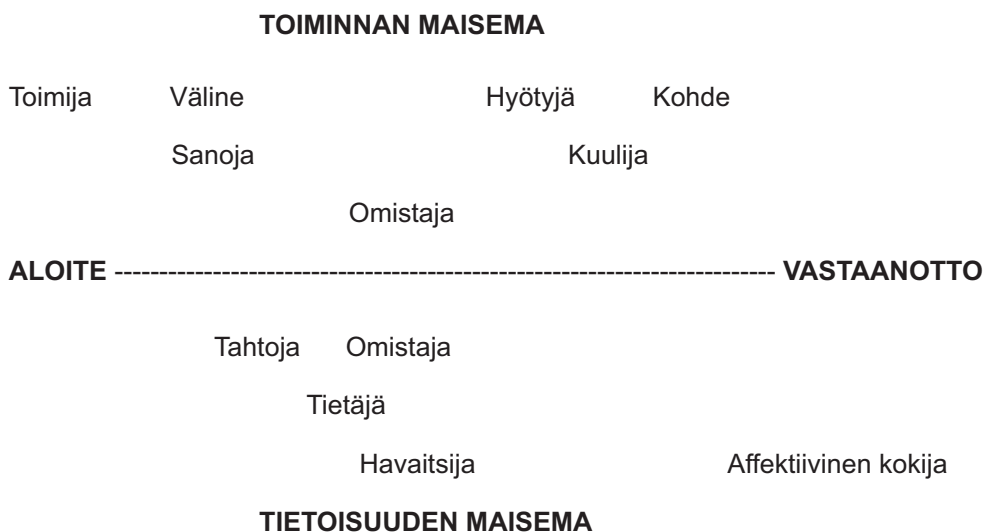 TOIMINNAN MAISEMA
Toimija Väline Hyötyjä Kohde
Sanoja Kuulija
Omistaja
ALOITE -------------------------------------------------------------------------- VASTAANOTTO
Tahtoja Omistaja
Tietäjä
Havaitsija Affektiivinen kokija
TIETOISUUDEN MAISEMA